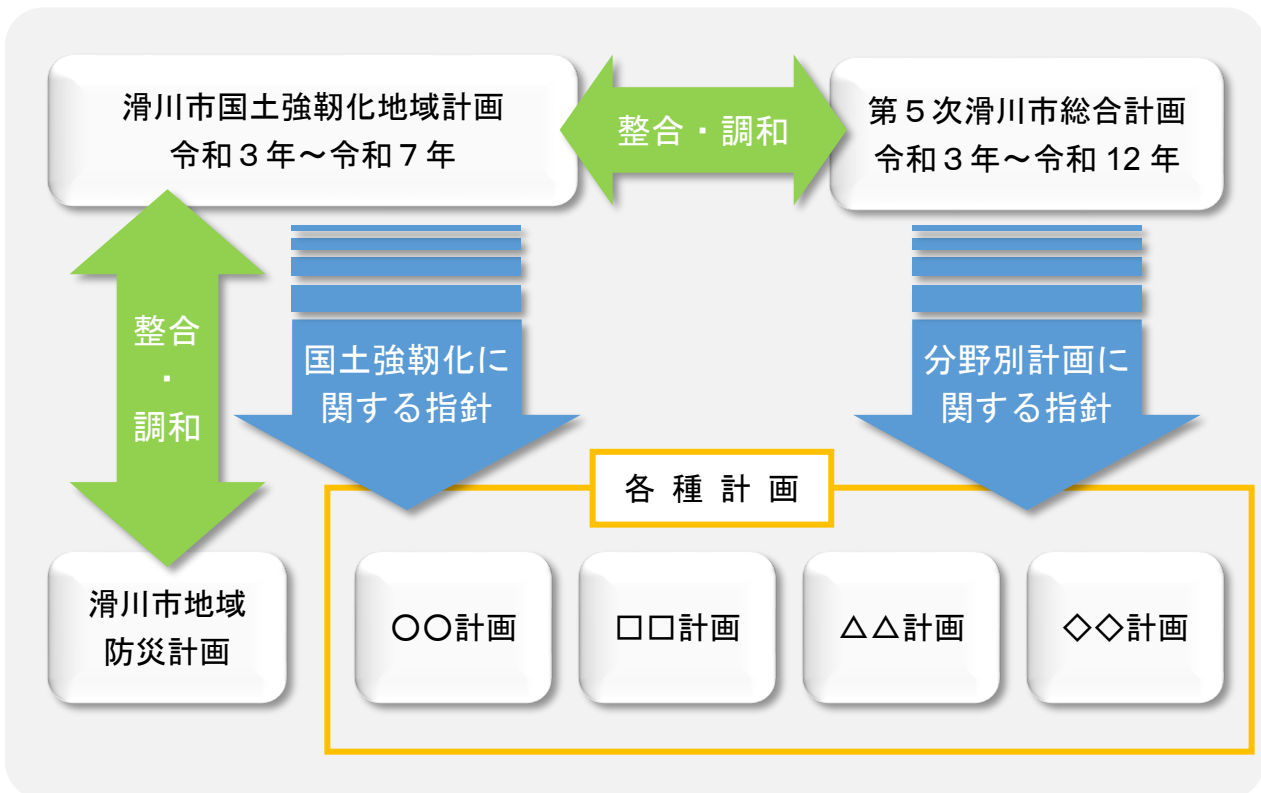 滑川市国土強靱化地域計画
令和３年～令和７年
整合・調和
第５次滑川市総合計画
令和３年～令和 12 年
整合
・
調和
国土強靱化に
関する指針
分野別計画に
関する指針
各 種 計 画
滑川市地域
防災計画
○○計画
□□計画
△△計画
◇◇計画